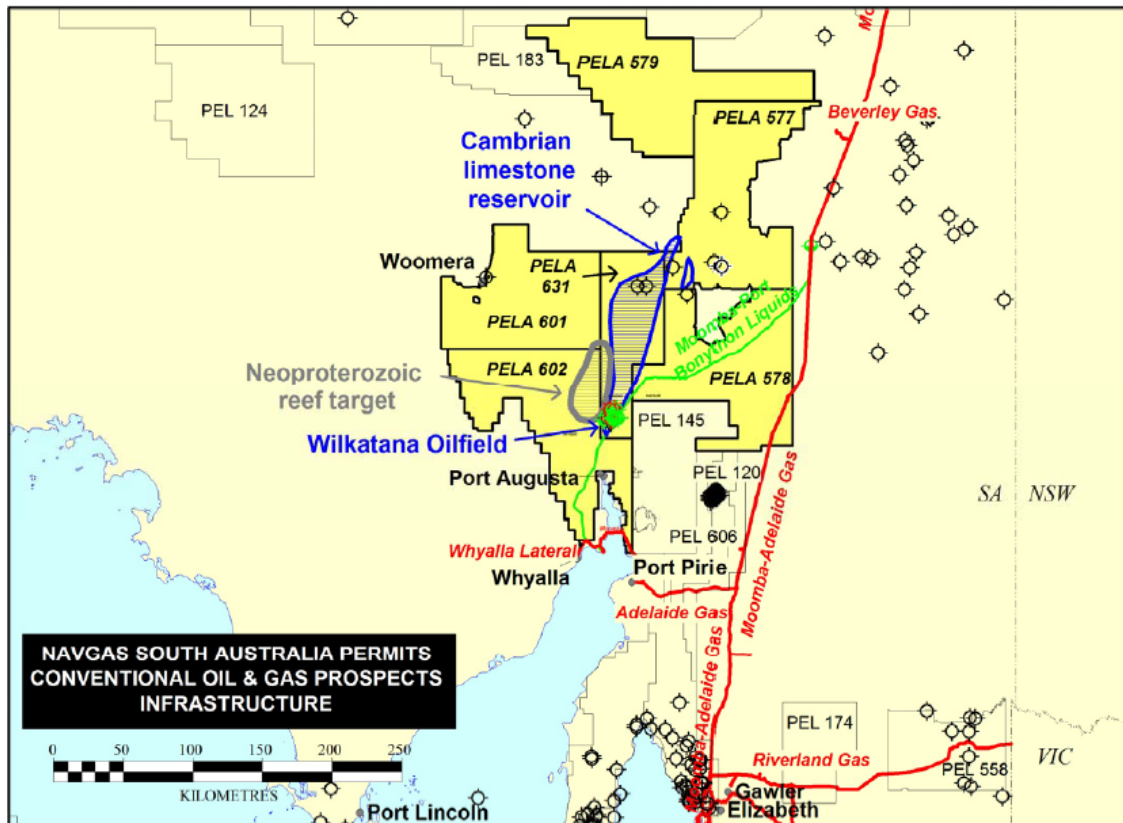 Mo
PEL 183
PELA 579
PEL 124
PELA 577
Beverley Gas
Cambrian
limestone
reservoir
Woomera
PELA
631
PELA 601
Moomba-Port
Bonython Liquids
PELA 602
PELA 578
Neoproterozoic
reef target
PEL 145
Wilkatana Oilfield
Port Augusta
PEL 120
SA
NSW
PEL 606
Whyalla Lateral
Whyalla
Port Pirie
Moomba-Adelaide Gas
Adelaide Gas
NAVGAS SOUTH AUSTRALIA PERMITS
CONVENTIONAL OIL & GAS PROSPECTS
INFRASTRUCTURE
0 50 100 150 200 250
KILOMETRES
Moomba-Adelaide Gas
PEL 174
Riverland Gas
VIC
PEL 558
Gawler
Elizabeth
Port Lincoln